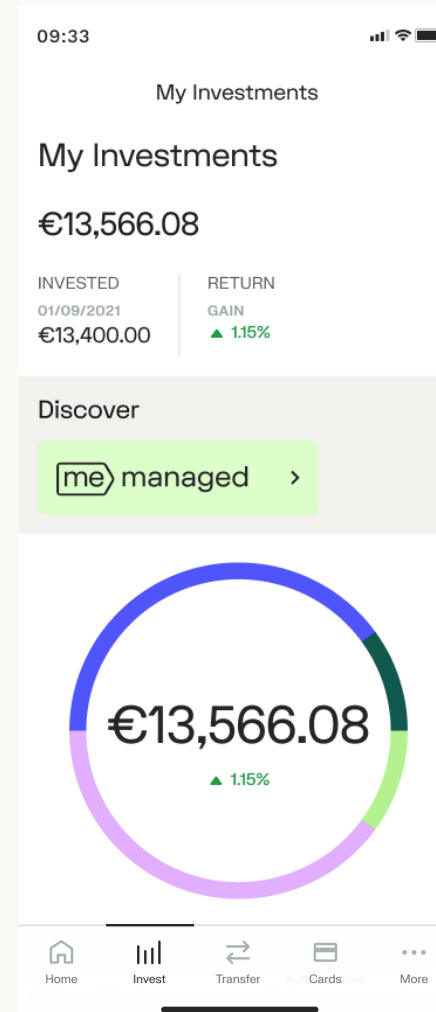 09:33
My Investments
My Investments
€13,566.08
INVESTED
RETURN
01/09/2021
GAIN
€13,400.00
▲ 1.15%
Discover
me managed >
€13,566.08
▲ 1.15%
Home
Invest
Transfer
Cards
More